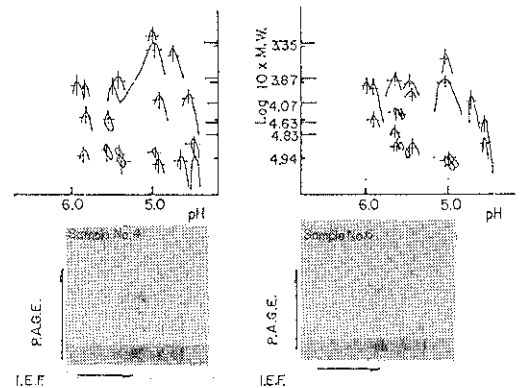 Log 10 x M.W.
3.35
3.87
4.07
4.63
4.83
4.94
6.0 5.0
pH
6.0 5.0
pH
Sample No.4
P.A.G.E.
I.E.F.
Sample No.6
P.A.G.E.
I.E.F.